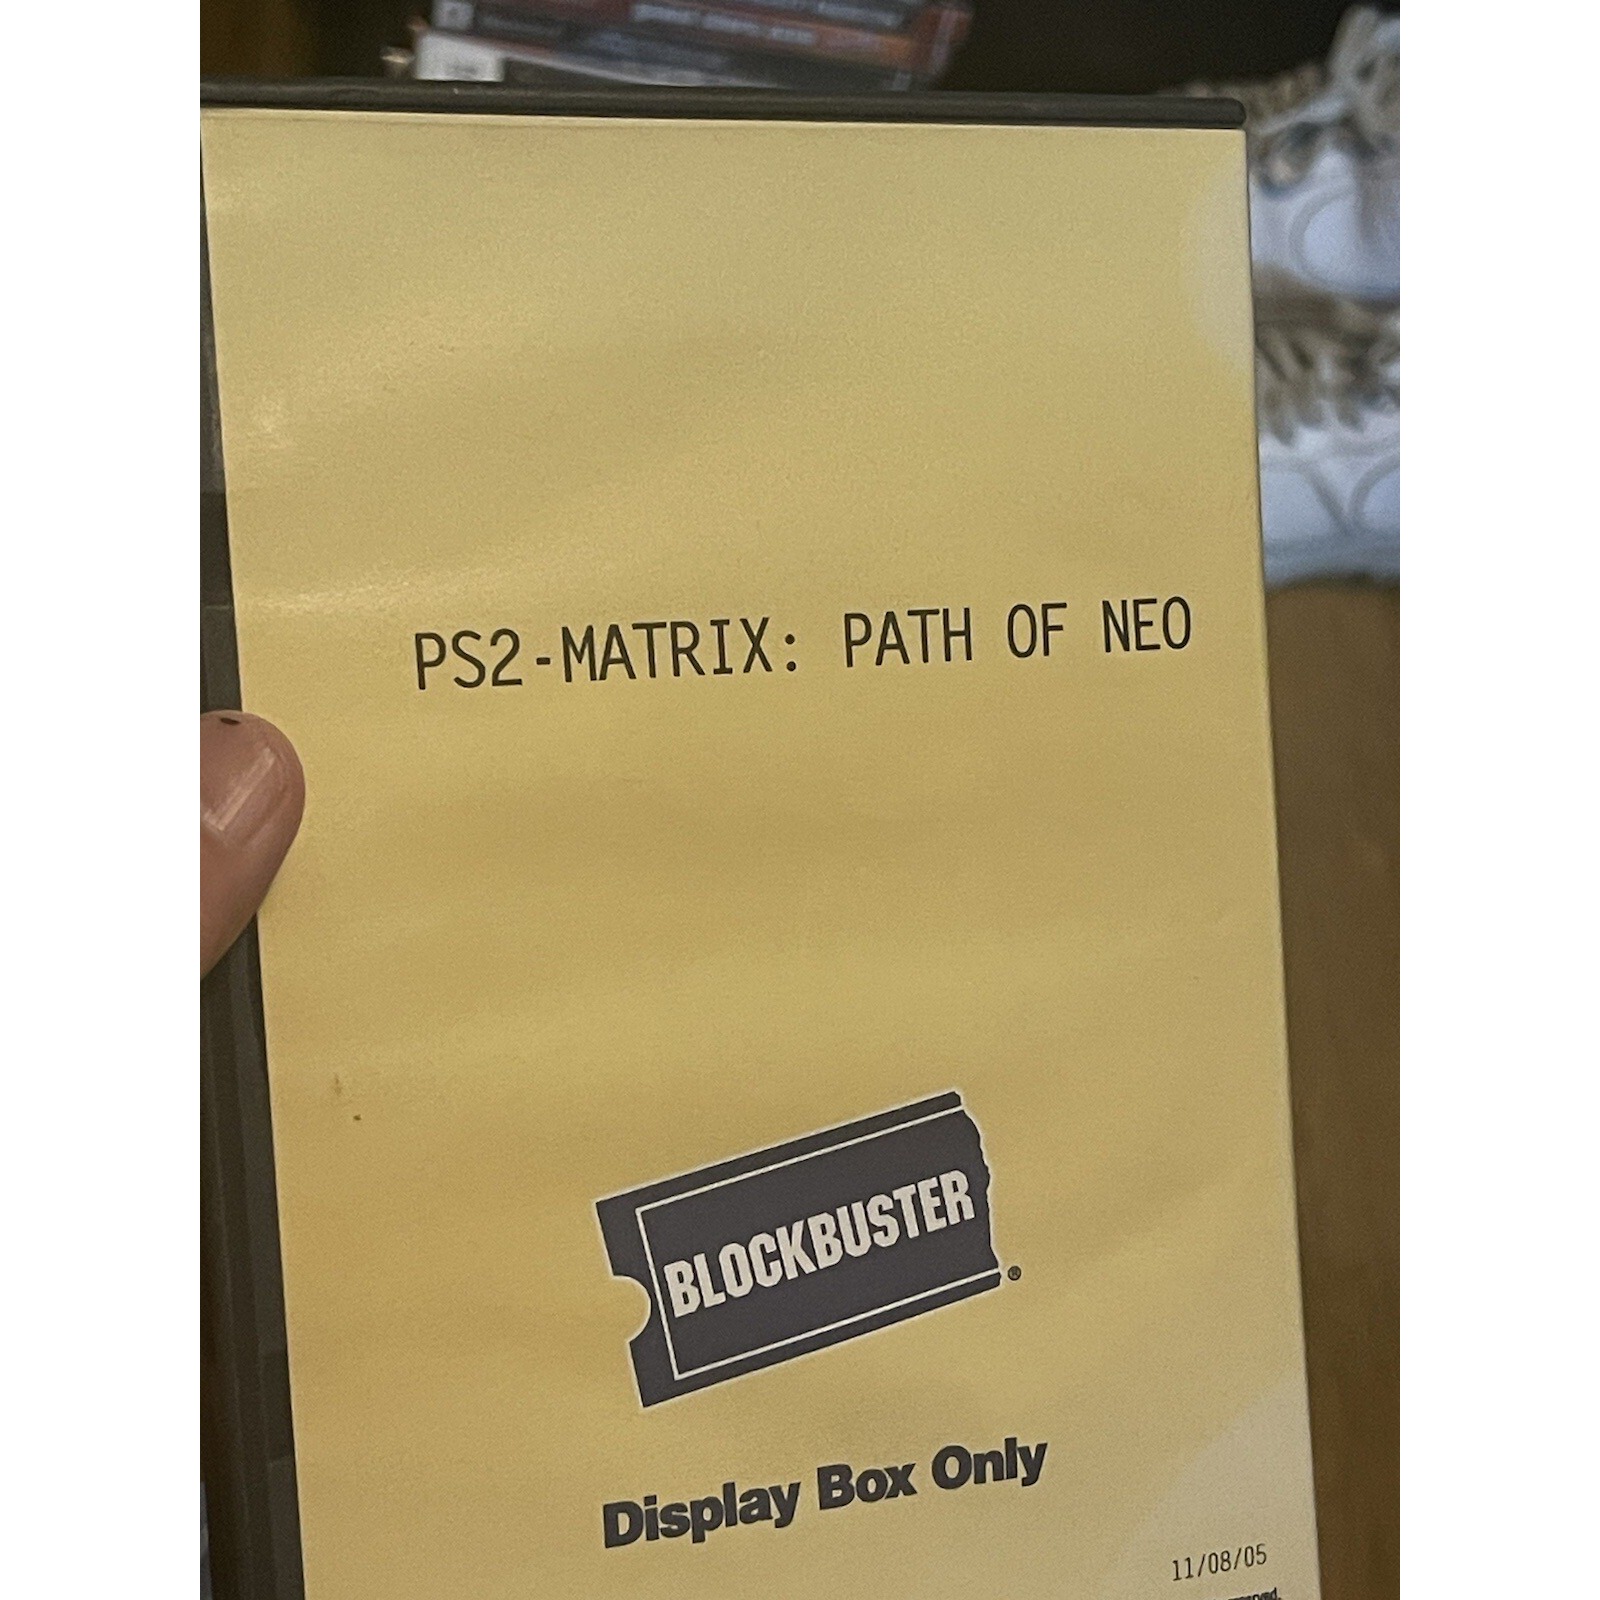 PS2-MATRIX: PATH OF NEO
BLOCKBUSTER
®
Display Box Only
11/08/05